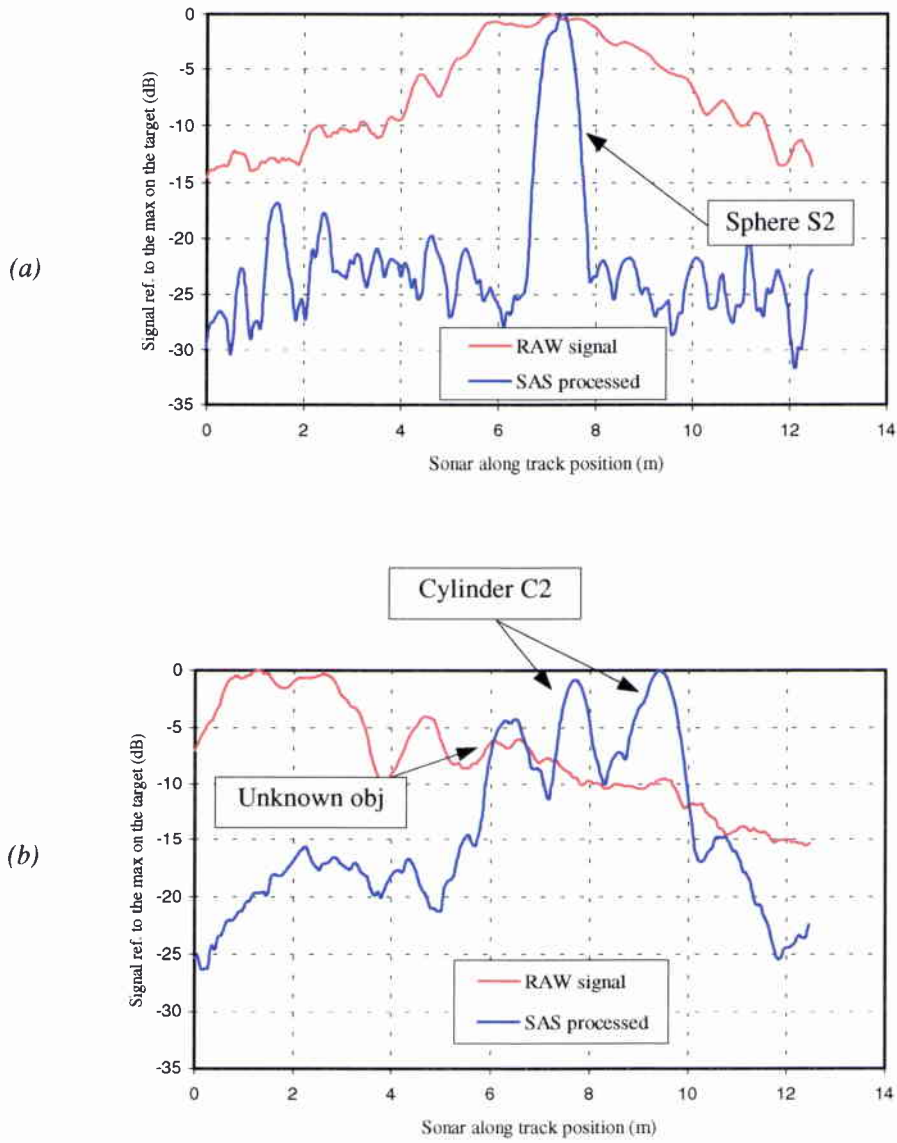 (a)
Signal ref. to the max on the target (dB)
0
-5
-10
-15
-20
-25
-30
-35
Sphere S2
RAW signal
SAS processed
0 2 4 6 8 10 12 14
Sonar along track position (m)
Cylinder C2
(b)
Signal ref. to the max on the target (dB)
0
-5
-10
-15
-20
-25
-30
-35
Unknown obj
RAW signal
SAS processed
0 2 4 6 8 10 12 14
Sonar along track position (m)